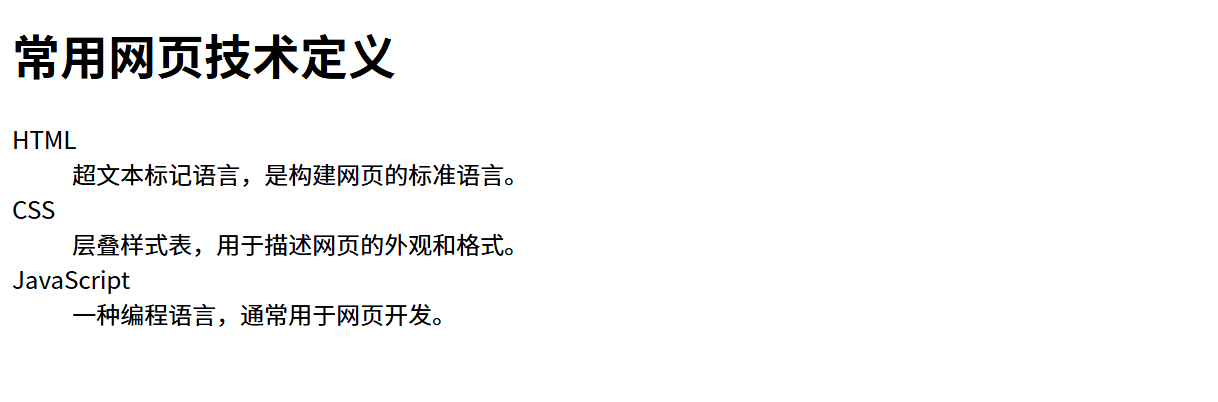 常用网页技术定义
HTML
超文本标记语言，是构建网页的标准语言。
CSS
层叠样式表，用于描述网页的外观和格式。
JavaScript
一种编程语言，通常用于网页开发。